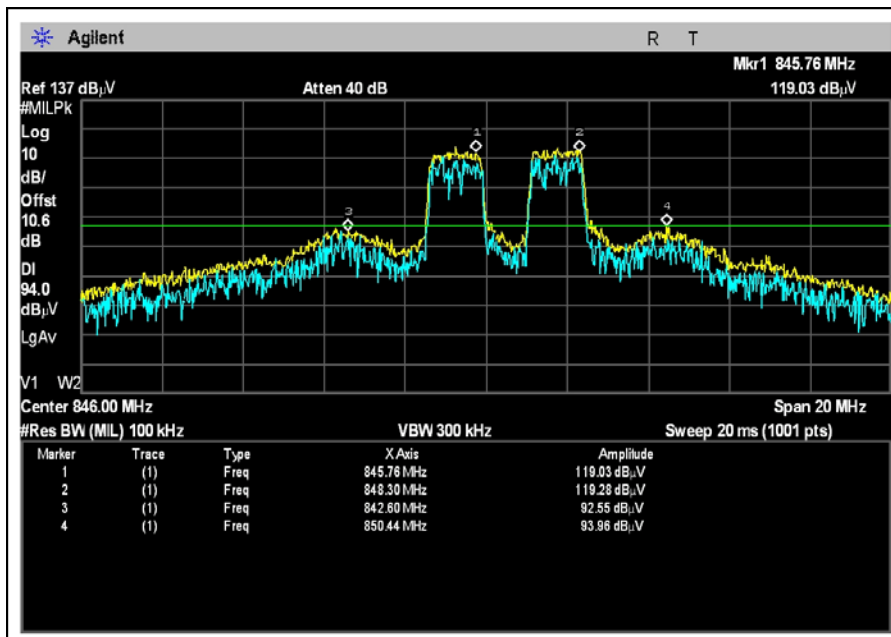 Agilent R T
Mkr1 845.76 MHz
Ref 137 dBµV Atten 40 dB 119.03 dBµV
#MILPk
Log
10
dB/
Offset
10.6
dB
DI
94.0
dBµV
LgAv
V1 W2
1
2
3
4
Center 846.00 MHz Span 20 MHz
#Res BW (MIL) 100 kHz VBW 300 kHz Sweep 20 ms (1001 pts)
Marker Trace Type X Axis Amplitude
1 (1) Freq 845.76 MHz 119.03 dBµV
2 (1) Freq 848.30 MHz 119.28 dBµV
3 (1) Freq 842.60 MHz 92.55 dBµV
4 (1) Freq 850.44 MHz 93.96 dBµV